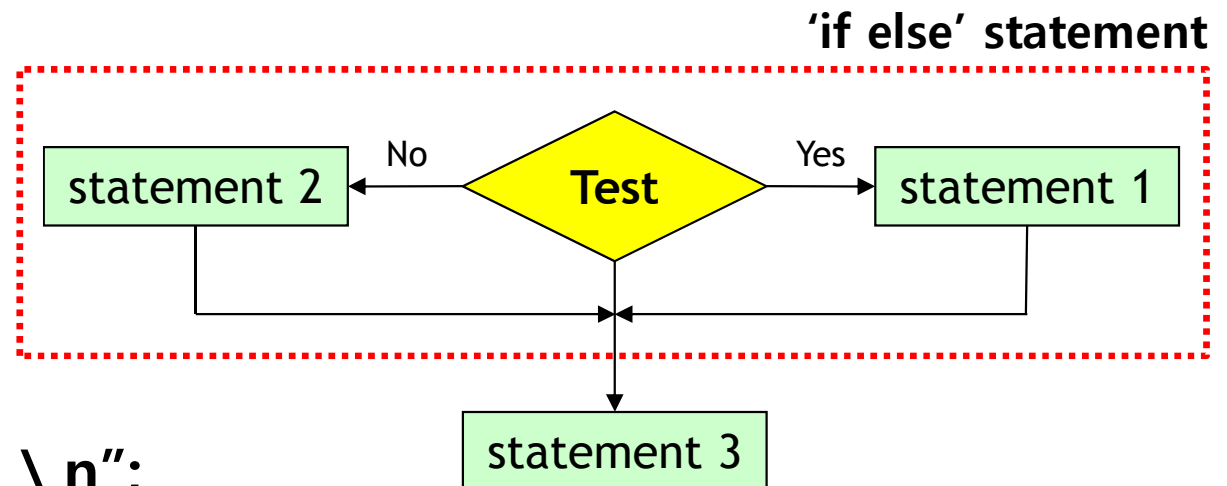 ‘if else’ statement
No
Yes
statement 2
Test
statement 1
statement 3
\ n”;